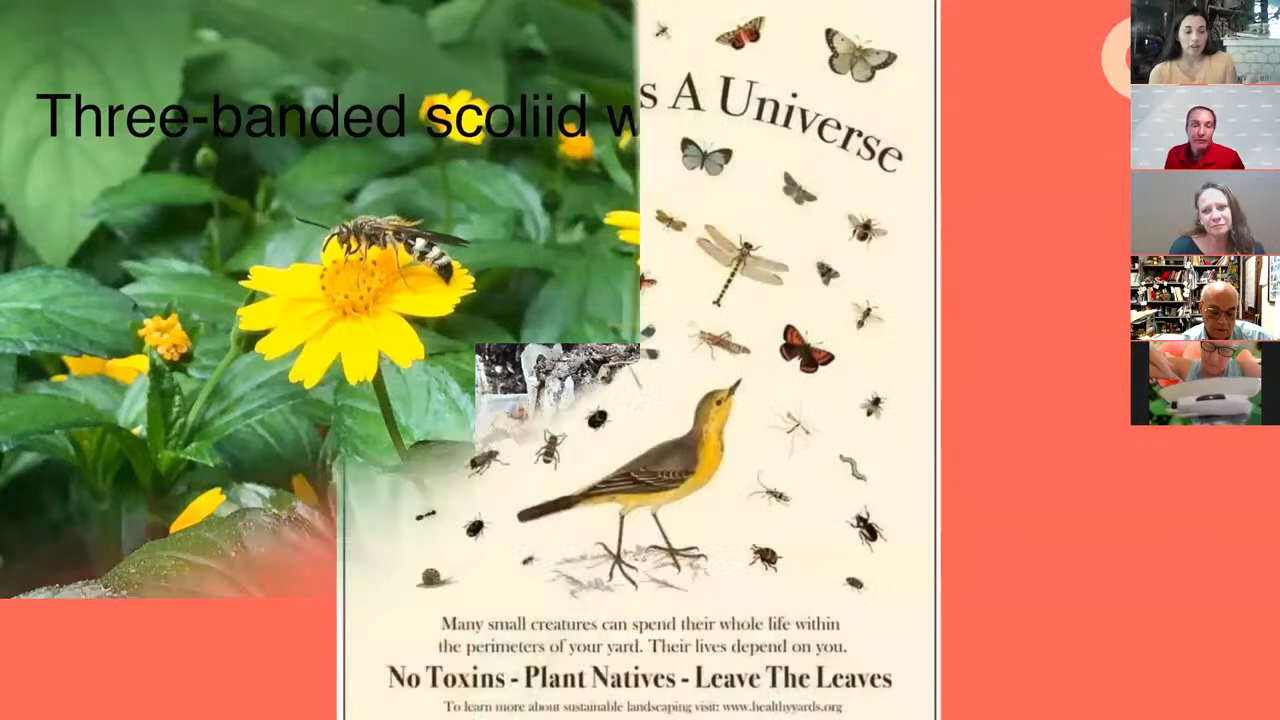 Three-banded scoliid
s A Universe
Many small creatures can spend their whole life within
the perimeters of your yard. Their lives depend on you.
No Toxins - Plant Natives - Leave The Leaves
To learn more about sustainable landscaping visit: www.healthyyards.org